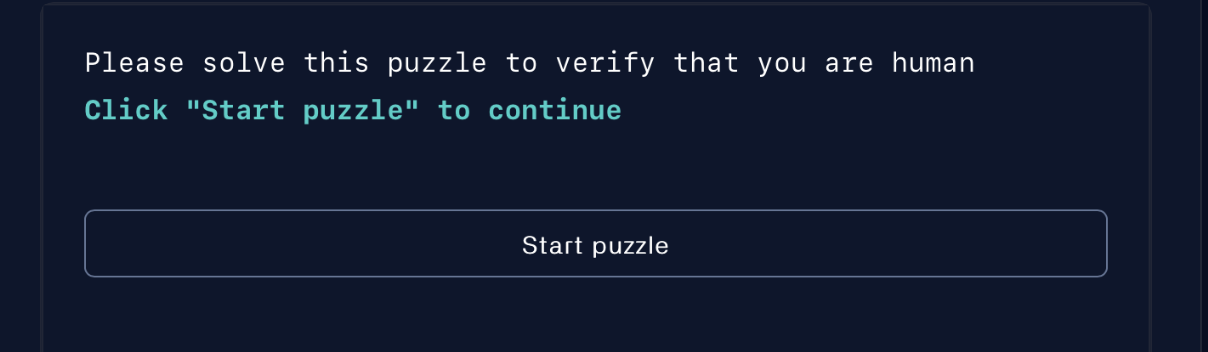 Please solve this puzzle to verify that you are human
Click "Start puzzle" to continue
Start puzzle